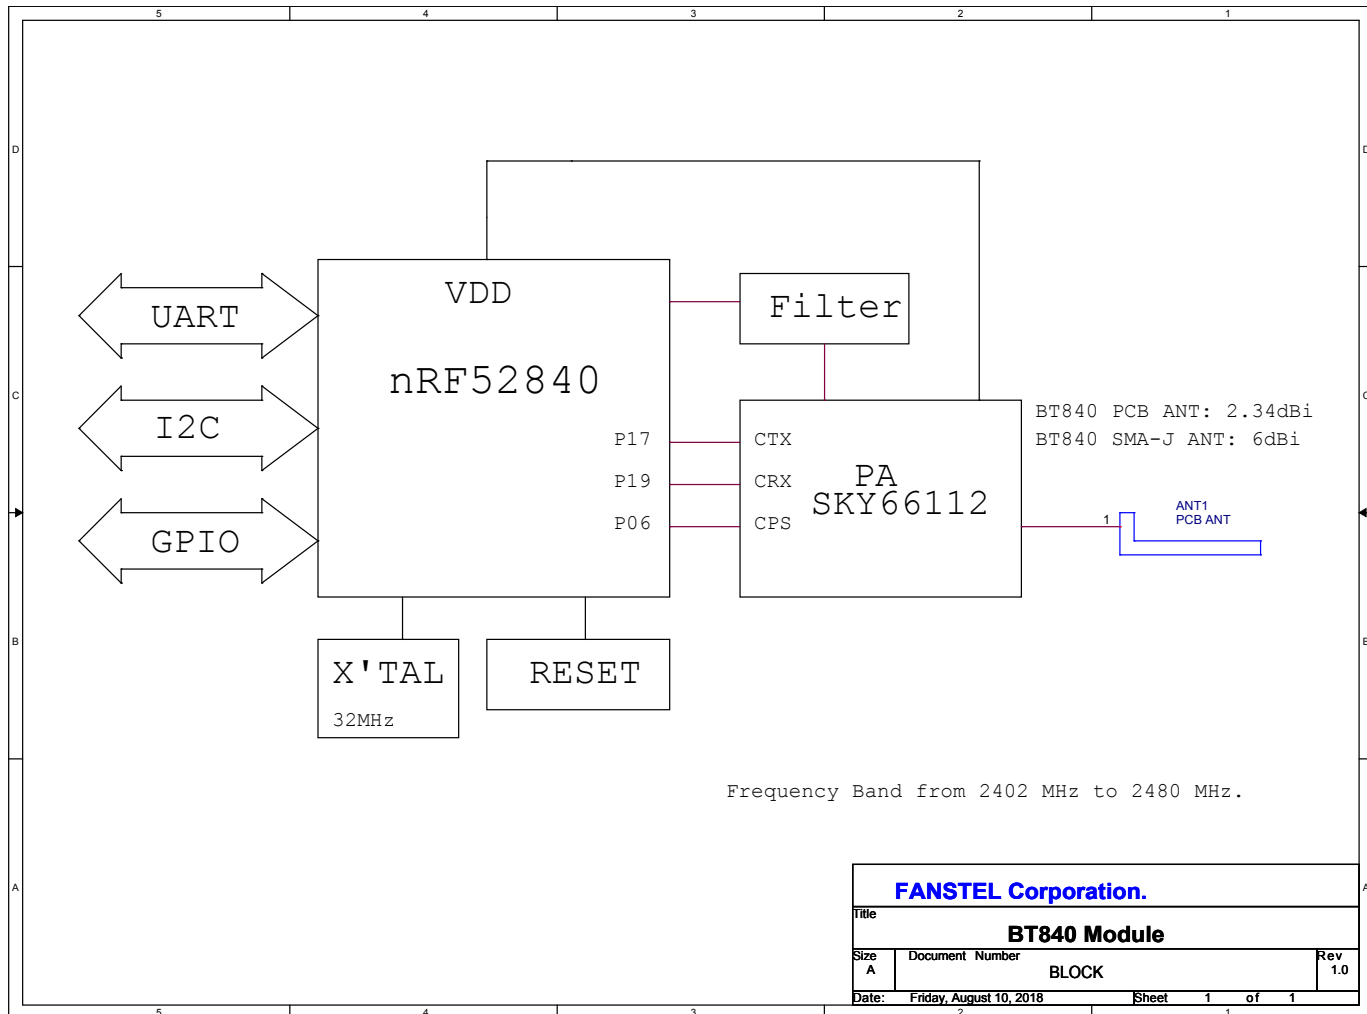 5 4 3 2 1
D D
VDD
UART
Filter
nRF52840
C C
BT840 PCB ANT: 2.34dBi
I2C
BT840 SMA-J ANT: 6dBi
P17 CTX
PA
P19 CRX
SKY66112
ANT1
PCB ANT
1
P06 CPS
GPIO
B B
X'TAL
RESET
32MHz
Frequency Band from 2402 MHz to 2480 MHz.
A A
FANSTEL Corporation.
Title
BT840 Module
Size Document Number Rev
A BLOCK 1.0
Date: Friday, August 10, 2018 Sheet 1 of 1
5 4 3 2 1